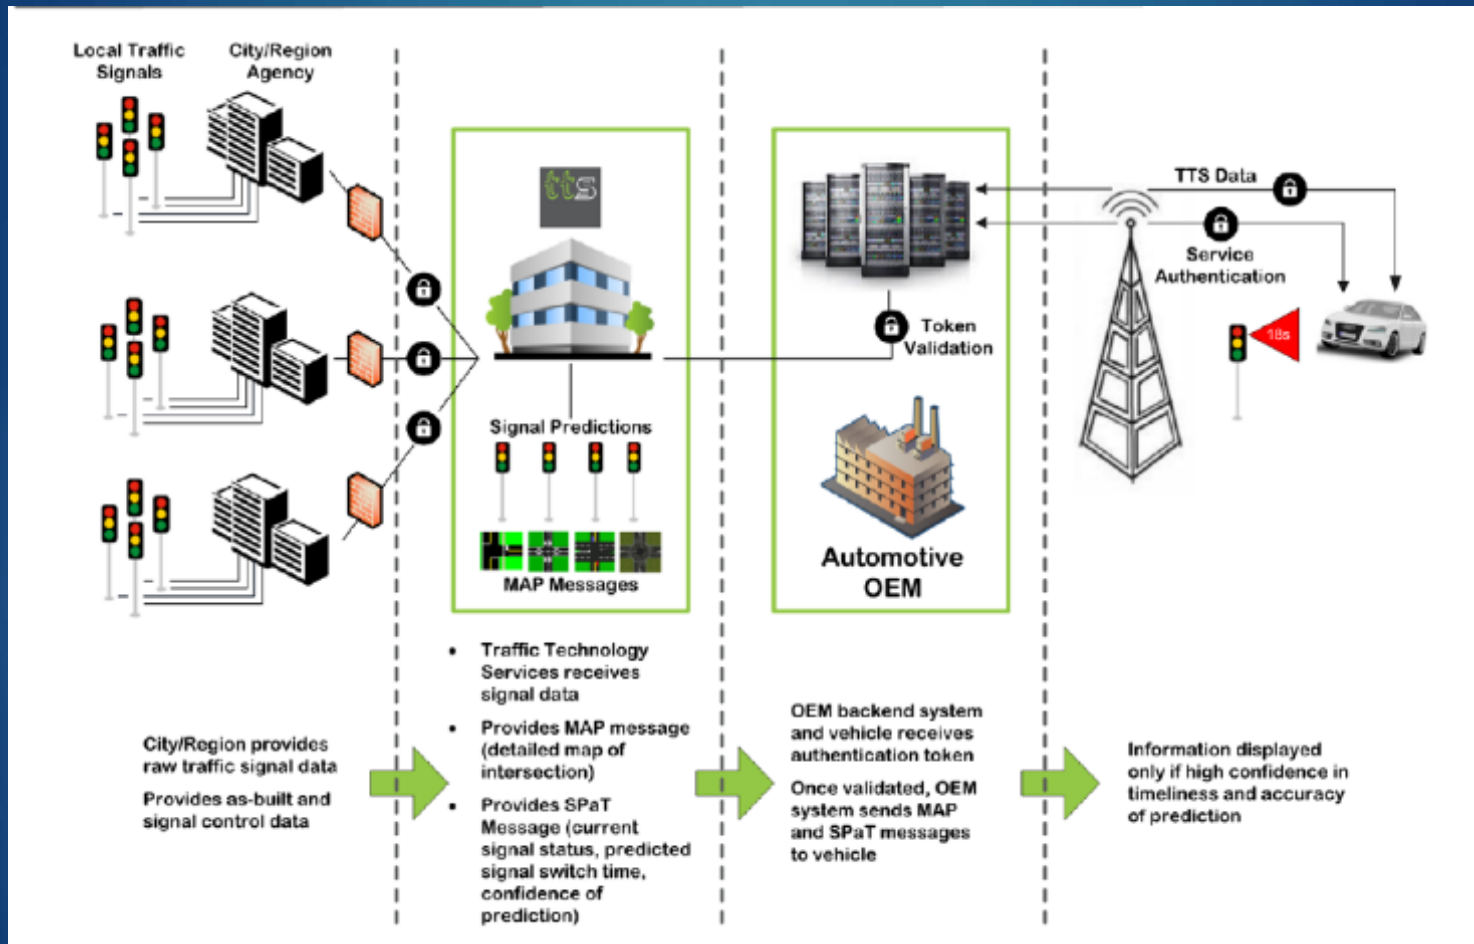 Local Traffic
Signals
City/Region
Agency
tts
Signal Predictions
MAP Messages
Token
Validation
Automotive
OEM
TTS Data
Service
Authentication
18s
City/Region provides
raw traffic signal data
Provides as-built and
signal control data
• Traffic Technology
Services receives
signal data
• Provides MAP message
(detailed map of
intersection)
• Provides SPaT
Message (current
signal status, predicted
signal switch time,
confidence of
prediction)
OEM backend system
and vehicle receives
authentication token
Once validated, OEM
system sends MAP
and SPaT messages
to vehicle
Information displayed
only if high confidence in
timeliness and accuracy
of prediction